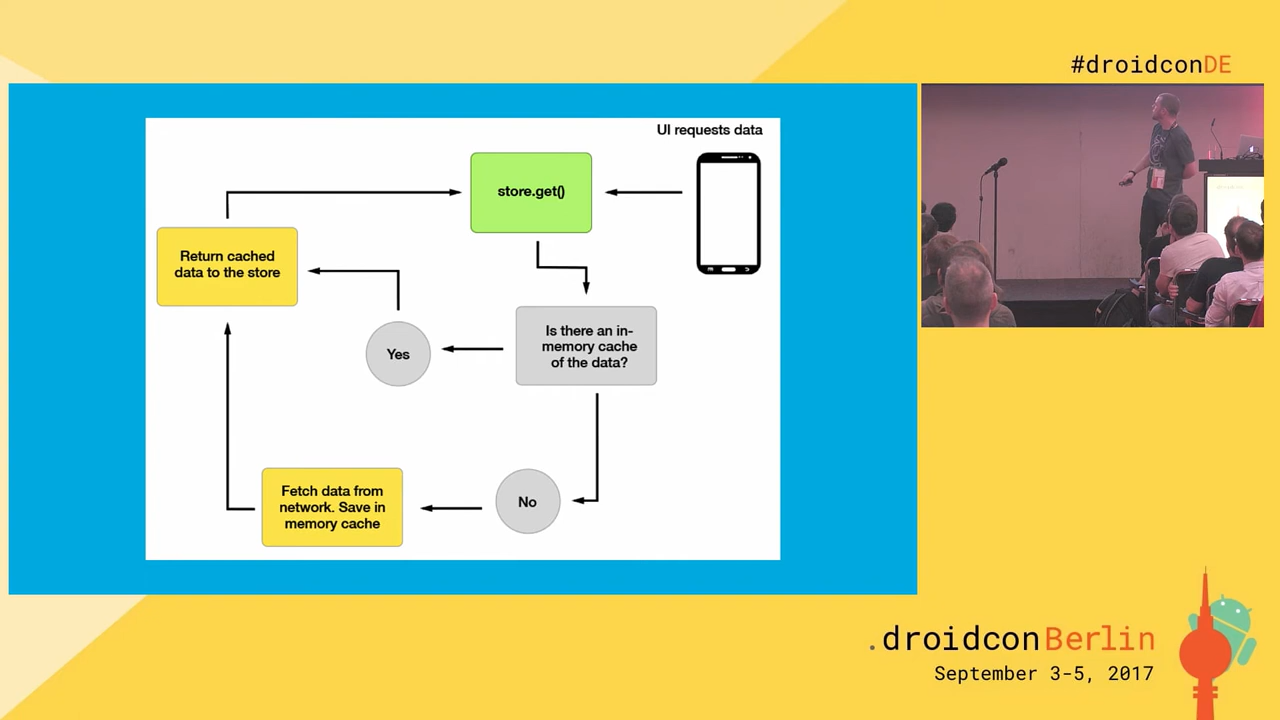 #droidconDE
UI requests data
store.get()
Return cached
data to the store
Is there an in-
memory cache
of the data?
Yes
Fetch data from
network. Save in
memory cache
No
.droidconBerlin
September 3-5, 2017